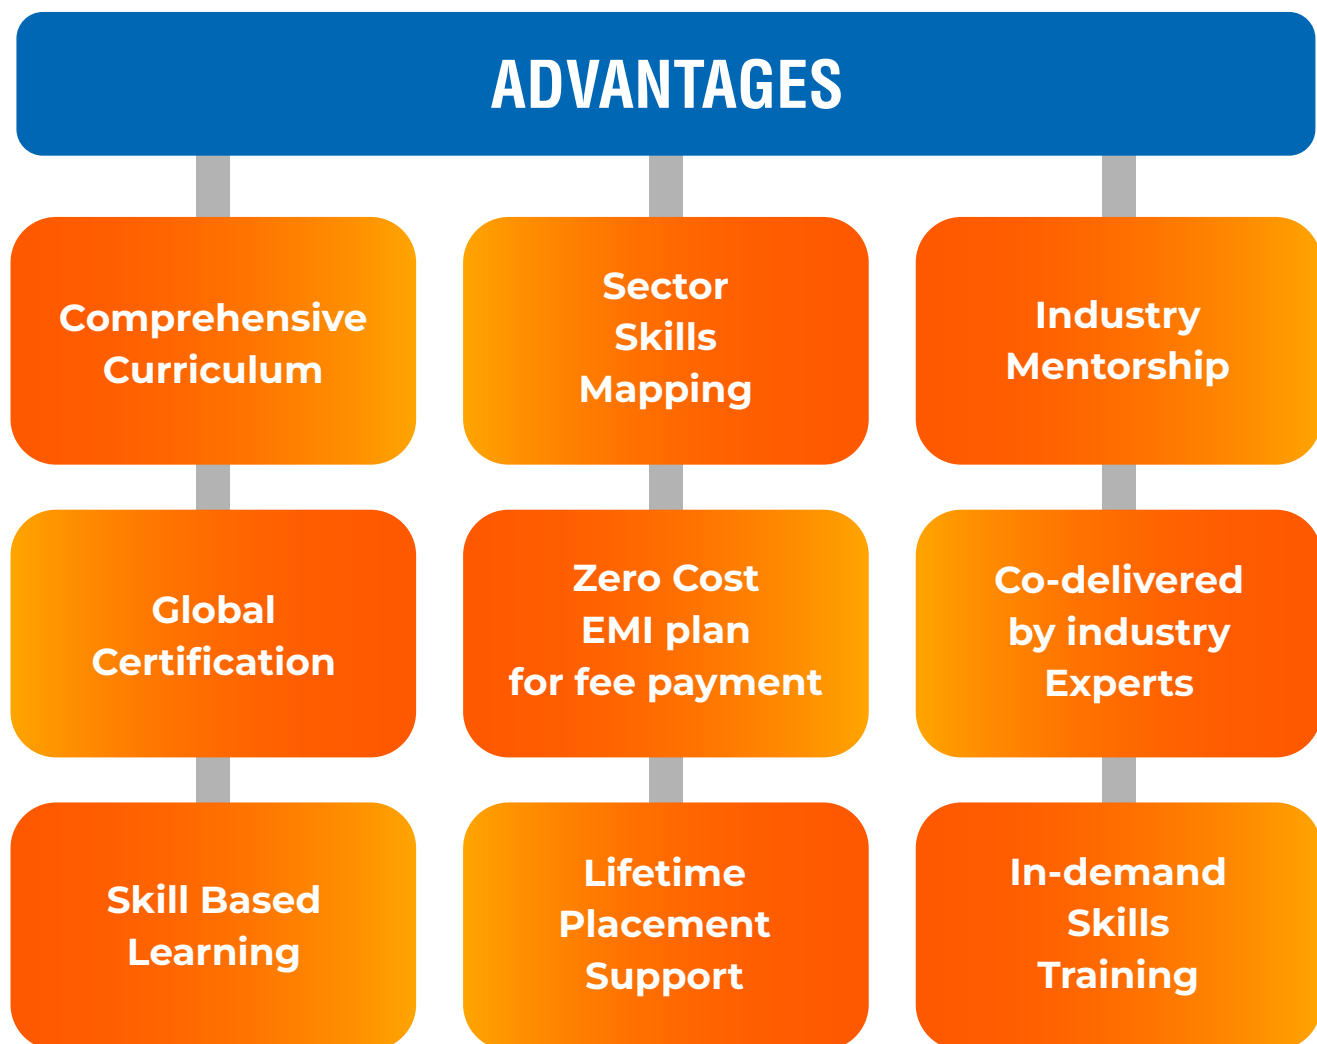 ADVANTAGES
Comprehensive
Curriculum
Sector
Skills
Mapping
Industry
Mentorship
Global
Certification
Zero Cost
EMI plan
for fee payment
Co-delivered
by industry
Experts
Skill Based
Learning
Lifetime
Placement
Support
In-demand
Skills
Training